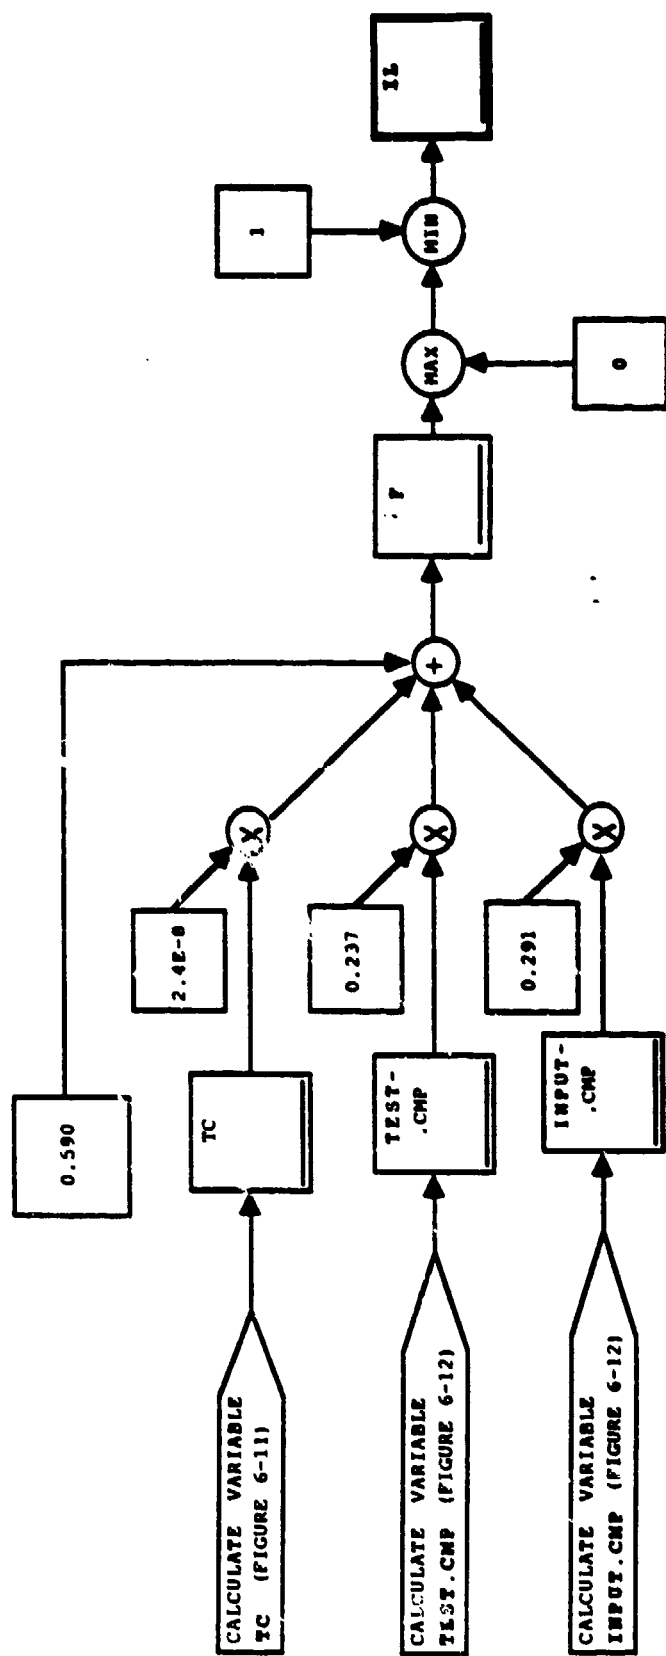 0.590
CALCULATE VARIABLE
TC (FIGURE 6-11)
TC
2.4E-8
X
CALCULATE VARIABLE
TEST.CMP (FIGURE 6-12)
TEST-
.CMP
0.237
X
CALCULATE VARIABLE
INPUT.CMP (FIGURE 6-12)
INPUT-
.CMP
0.291
X
+
F
MAX
0
MIN
1
IL